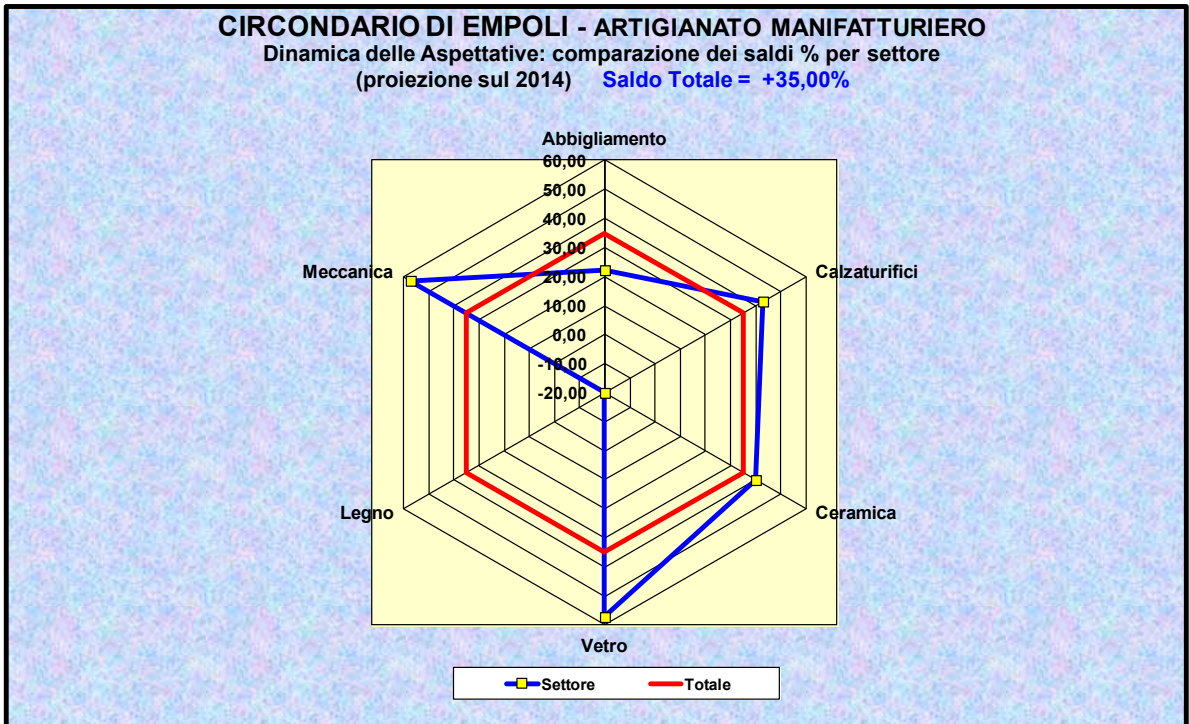 CIRCONDARIO DI EMPOLI - ARTIGIANATO MANIFATTURIERO
Dinamica delle Aspettative: comparazione dei saldi % per settore
(proiezione sul 2014) Saldo Totale = +35,00%
Abbigliamento
60,00
50,00
40,00
30,00
Meccanica
Calzaturifici
20,00
10,00
0,00
-10,00
-20,00
Legno
Ceramica
Vetro
Settore
Totale